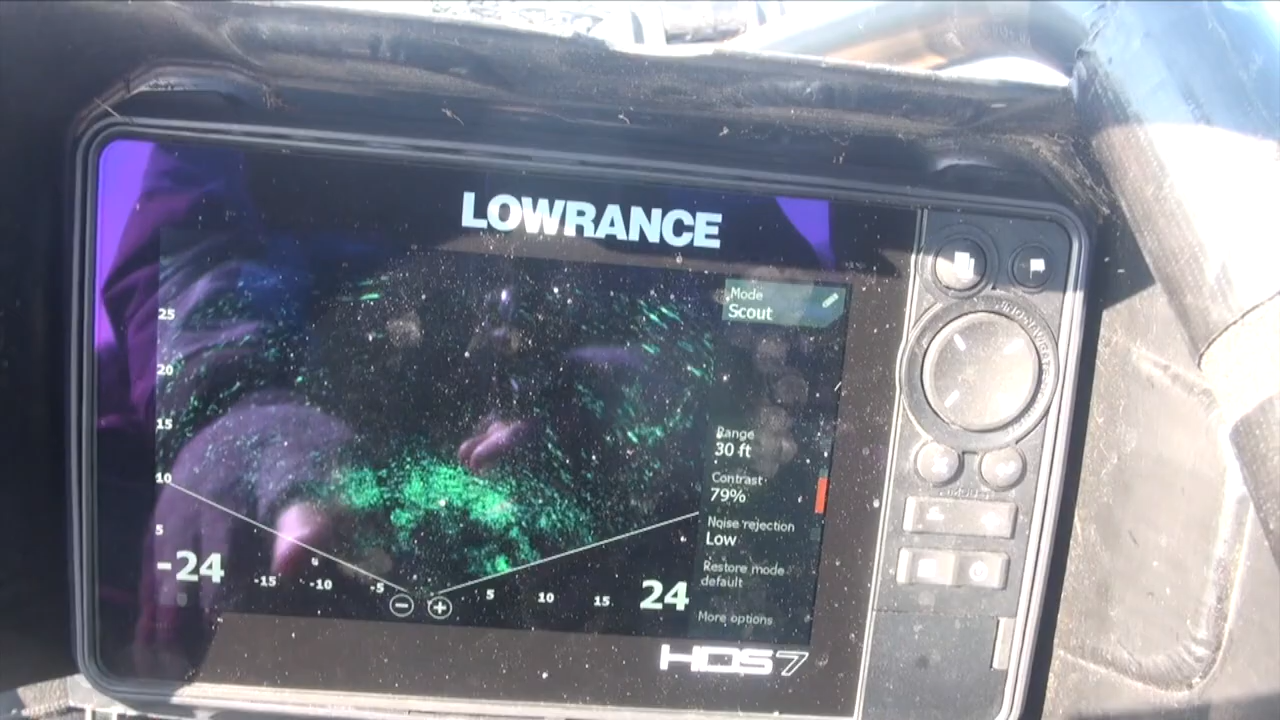 LOWRANCE
Mode
Scout
25
20
15
10
5
Range
30 ft
Contrast
79%
Noise rejection
Low
Restore mode
default
More options
-24
-15
-10
-5
5
10
15
24
HDS7